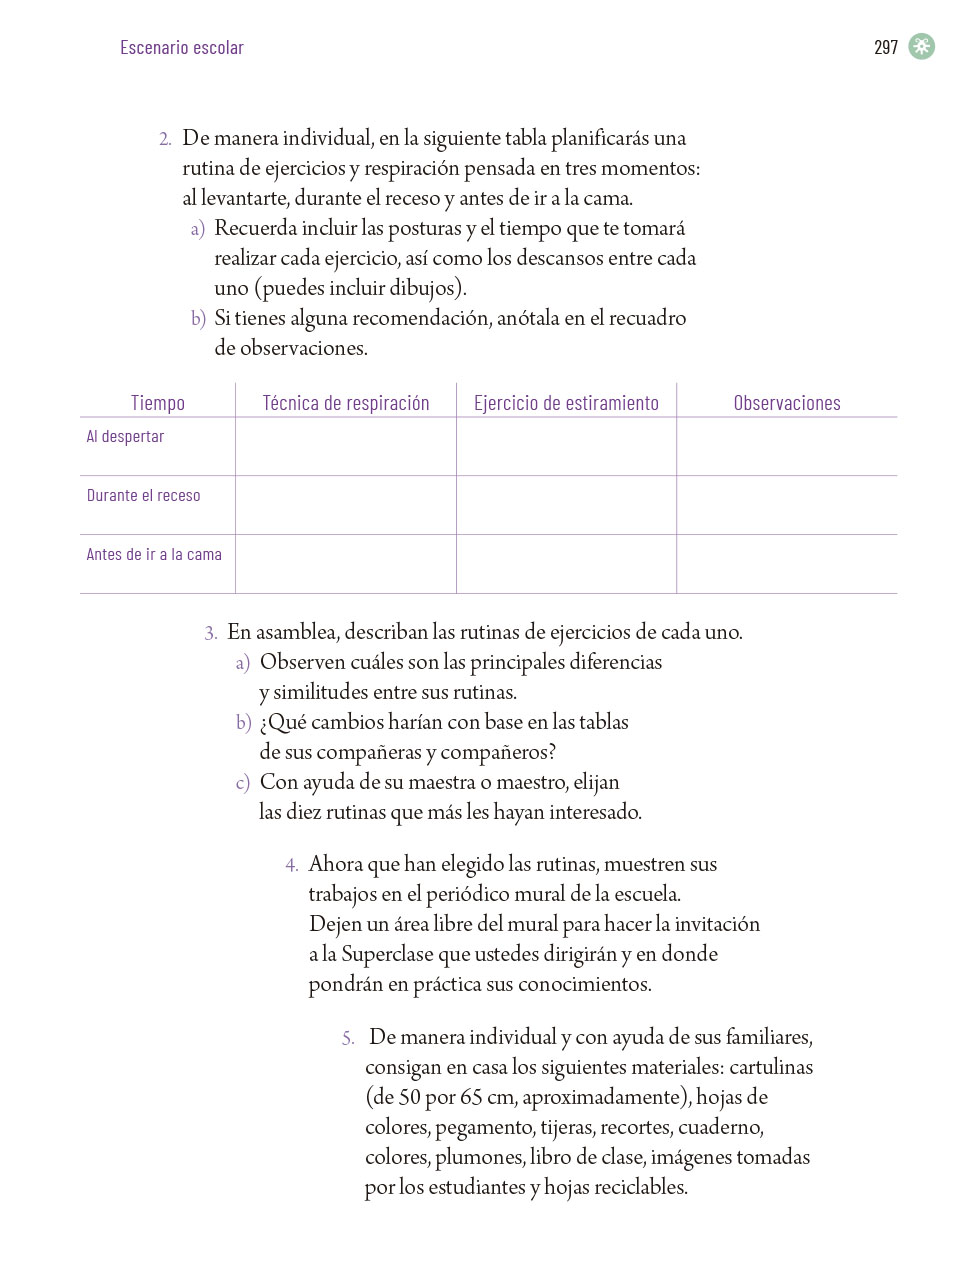 Escenario escolar
297
2. De manera individual, en la siguiente tabla planificarás una
rutina de ejercicios y respiración pensada en tres momentos:
al levantarte, durante el receso y antes de ir a la cama.
a) Recuerda incluir las posturas y el tiempo que te tomará
realizar cada ejercicio, así como los descansos entre cada
uno (puedes incluir dibujos).
b) Si tienes alguna recomendación, anótala en el recuadro
de observaciones.
Tiempo Técnica de respiración Ejercicio de estiramiento Observaciones
Al despertar
Durante el receso
Antes de ir a la cama
3. En asamblea, describan las rutinas de ejercicios de cada uno.
a) Observen cuáles son las principales diferencias
y similitudes entre sus rutinas.
b) ¿Qué cambios harían con base en las tablas
de sus compañeras y compañeros?
c) Con ayuda de su maestra o maestro, elijan
las diez rutinas que más les hayan interesado.
4. Ahora que han elegido las rutinas, muestren sus
trabajos en el periódico mural de la escuela.
Dejen un área libre del mural para hacer la invitación
a la Superclase que ustedes dirigirán y en donde
pondrán en práctica sus conocimientos.
5. De manera individual y con ayuda de sus familiares,
consigan en casa los siguientes materiales: cartulinas
(de 50 por 65 cm, aproximadamente), hojas de
colores, pegamento, tijeras, recortes, cuaderno,
colores, plumones, libro de clase, imágenes tomadas
por los estudiantes y hojas reciclables.